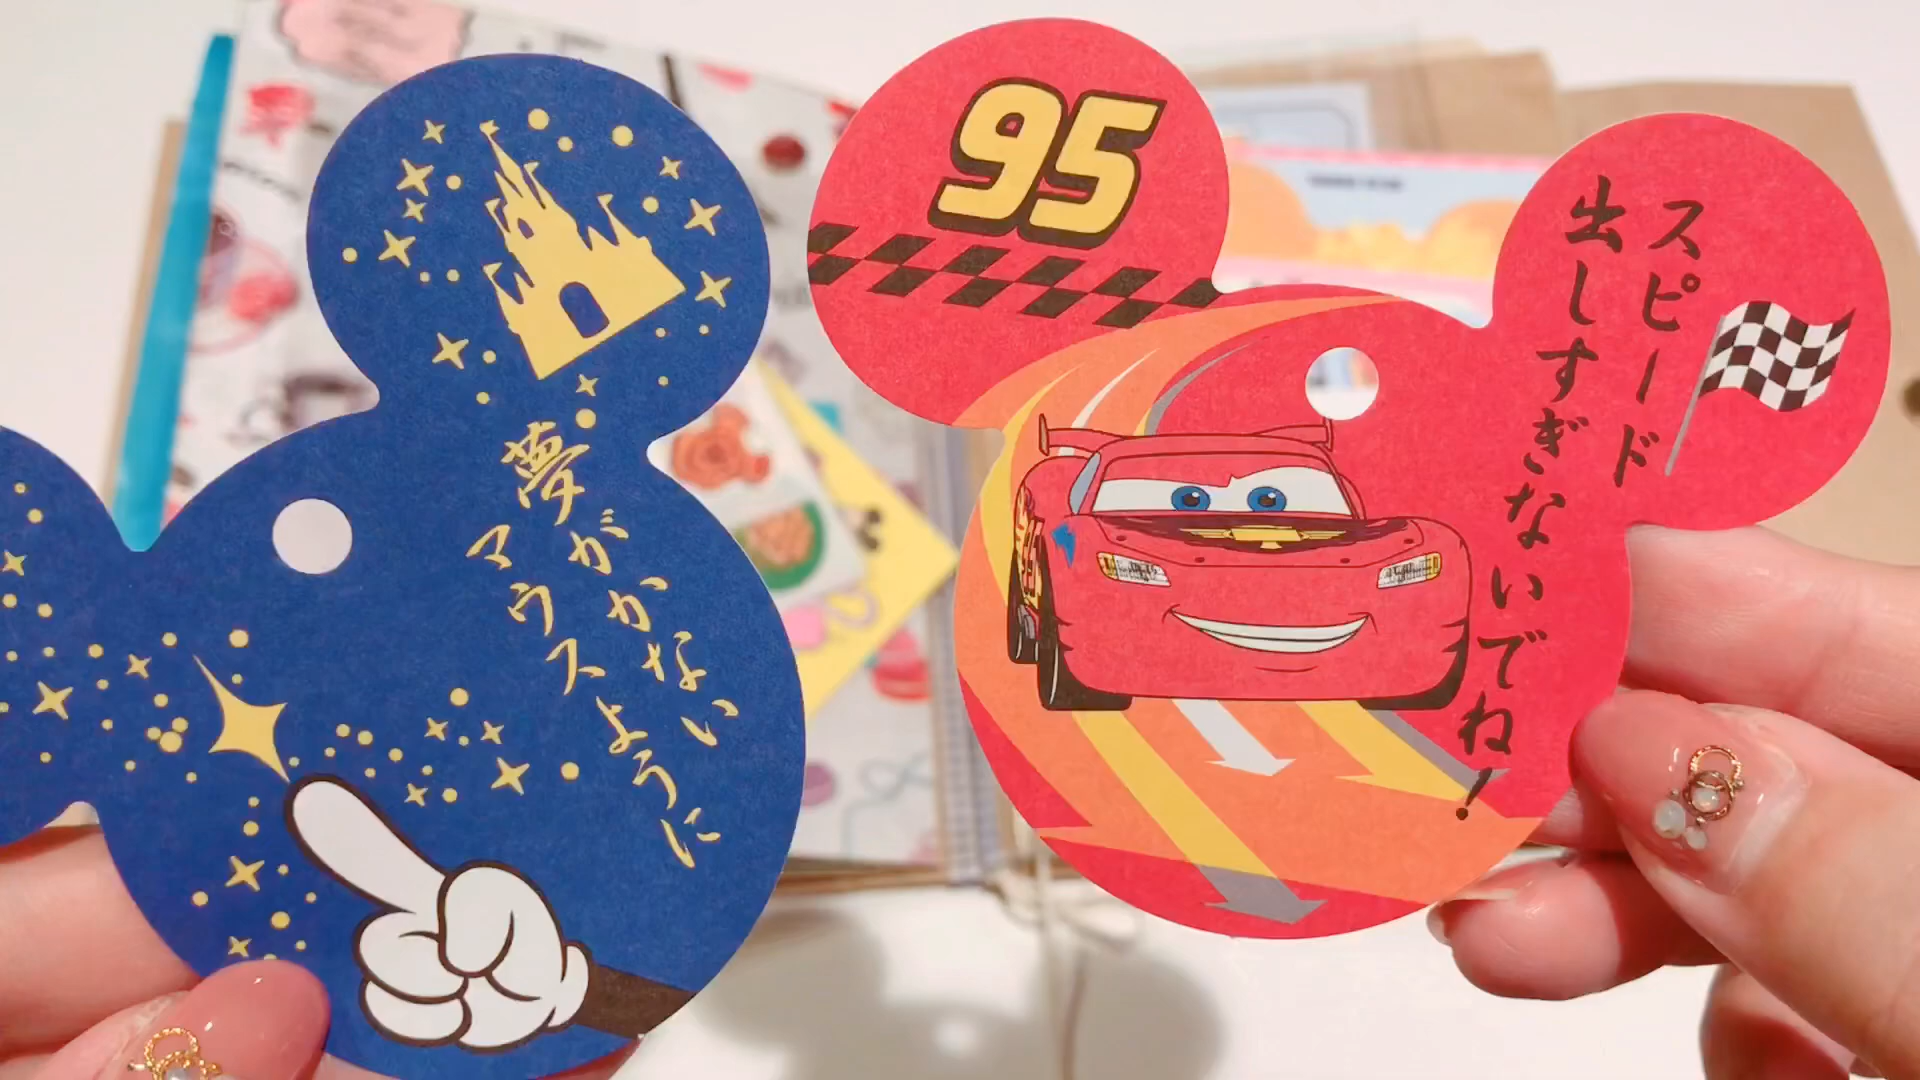 夢がかないマウスように
95
スピード
出しすぎないでね!